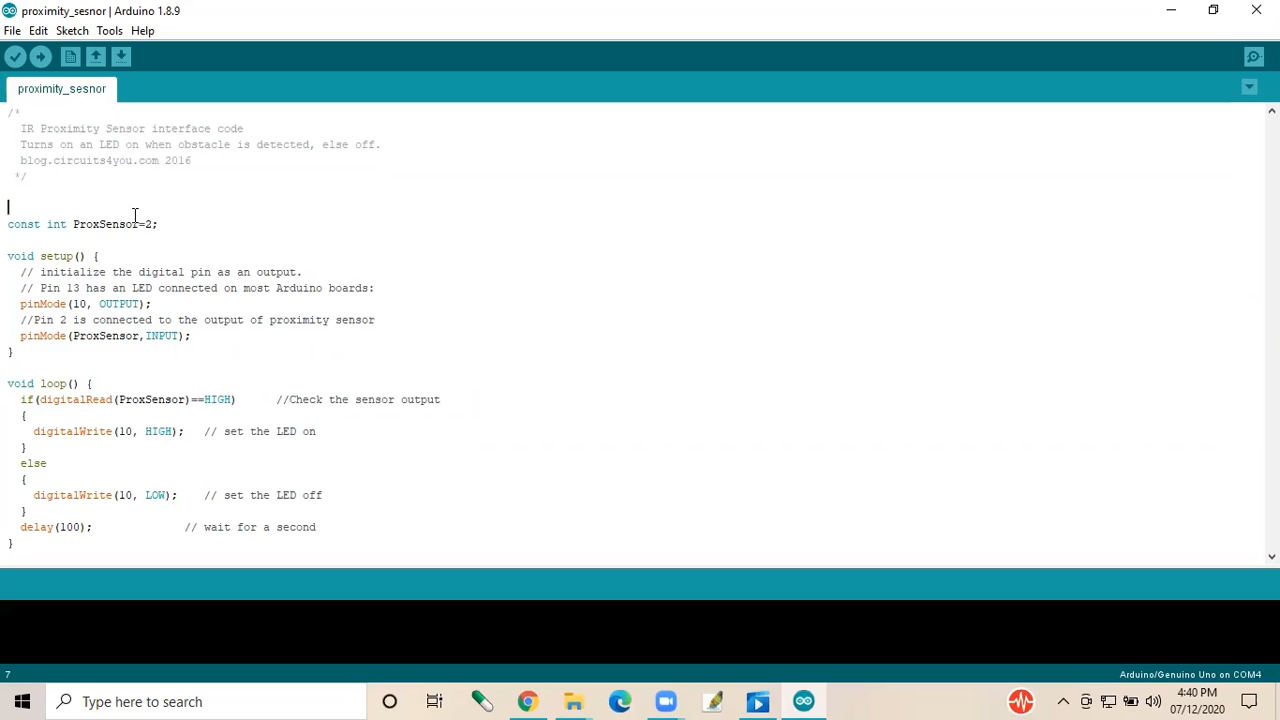 proximity_sesnor | Arduino 1.8.9
File Edit Sketch Tools Help
proximity_sesnor
/*
  IR Proximity Sensor interface code
  Turns on an LED on when obstacle is detected, else off.
  blog.circuits4you.com 2016
 */
const int ProxSensor=2;
void setup() {
  // initialize the digital pin as an output.
  // Pin 13 has an LED connected on most Arduino boards:
  pinMode(10, OUTPUT);
  //Pin 2 is connected to the output of proximity sensor
  pinMode(ProxSensor,INPUT);
}
void loop() {
  if(digitalRead(ProxSensor)==HIGH)      //Check the sensor output
  {
    digitalWrite(10, HIGH);   // set the LED on
  }
  else
  {
    digitalWrite(10, LOW);    // set the LED off
  }
  delay(100);              // wait for a second
}
7
Arduino/Genuino Uno on COM4
Type here to search
4:40 PM
07/12/2020